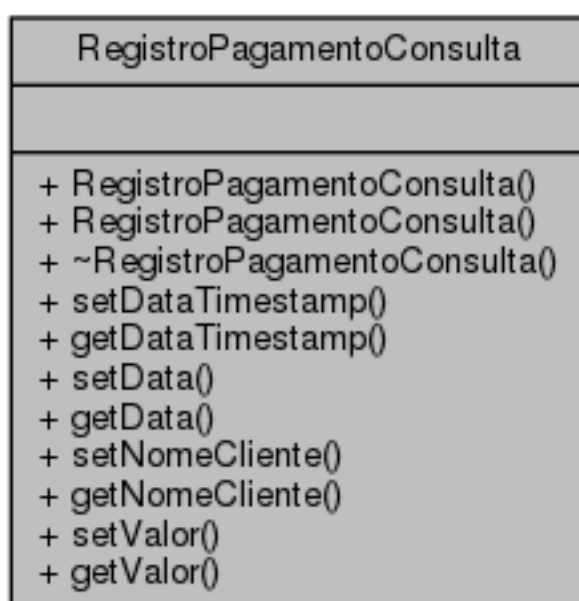 RegistroPagamentoConsulta
+ RegistroPagamentoConsulta()
+ RegistroPagamentoConsulta()
+ ~RegistroPagamentoConsulta()
+ setDataTimestamp()
+ getDataTimestamp()
+ setData()
+ getData()
+ setNomeCliente()
+ getNomeCliente()
+ setValor()
+ getValor()